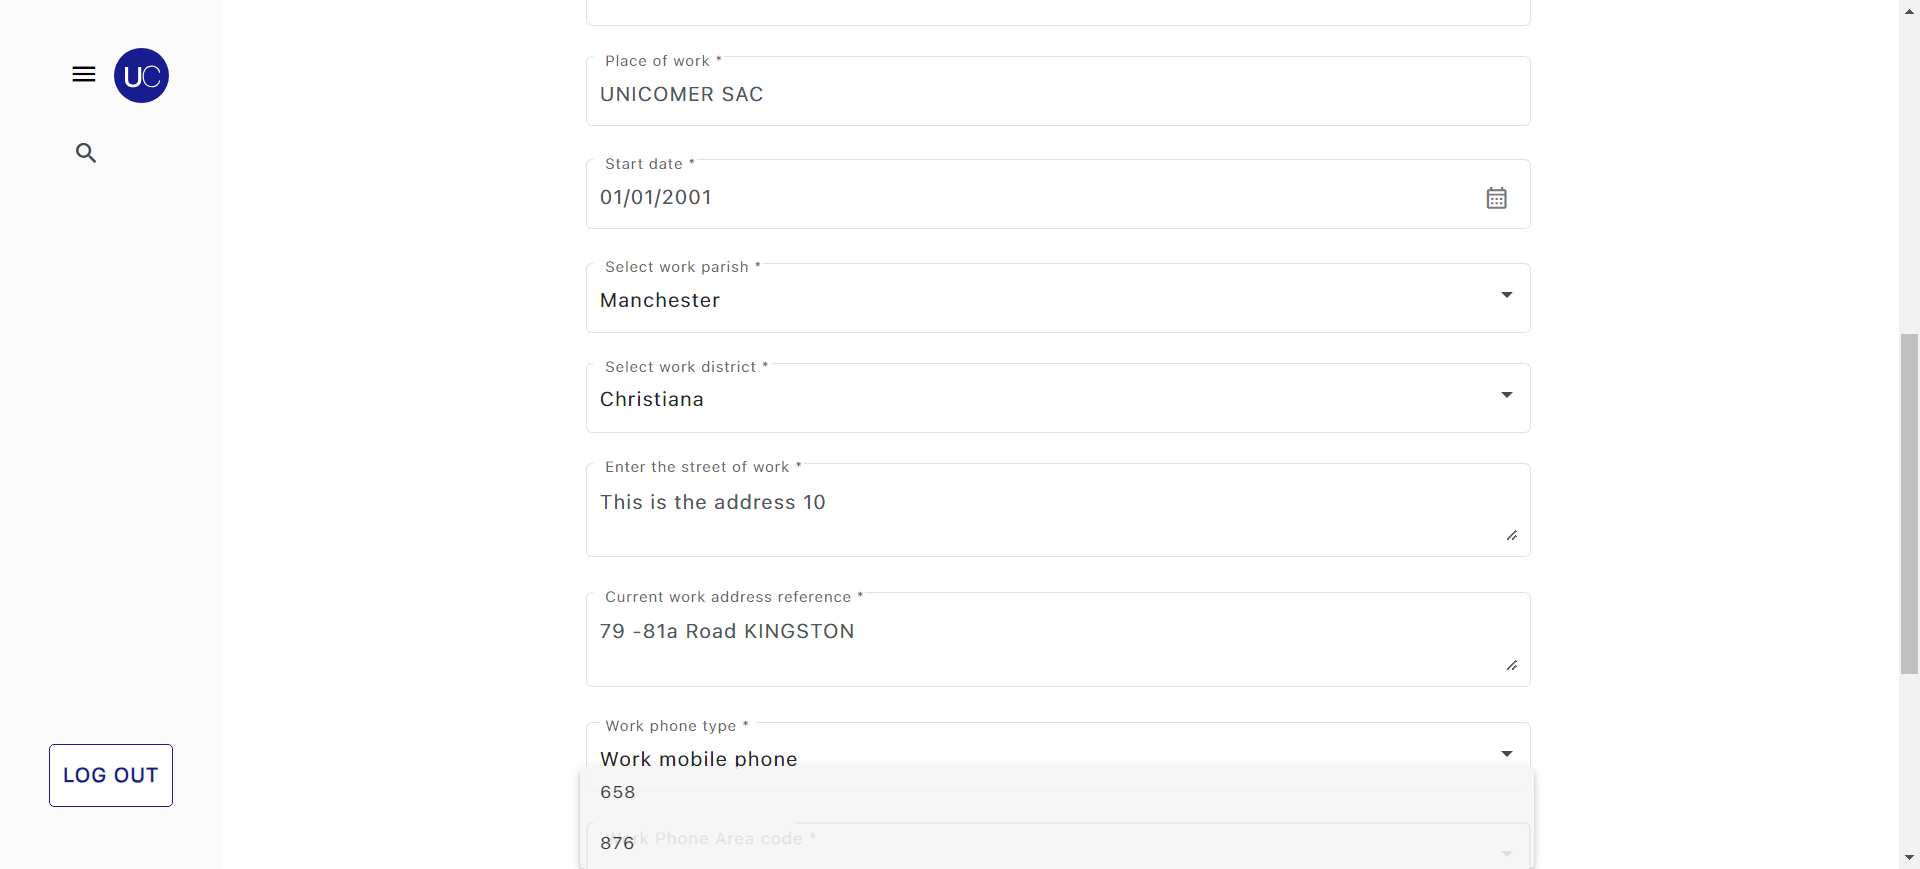 UC
Place of work *
UNICOMER SAC
Start date *
01/01/2001
Select work parish *
Manchester
Select work district *
Christiana
Enter the street of work *
This is the address 10
Current work address reference *
79 -81a Road KINGSTON
Work phone type *
Work mobile phone
LOG OUT
658
Work Phone Area code *
876